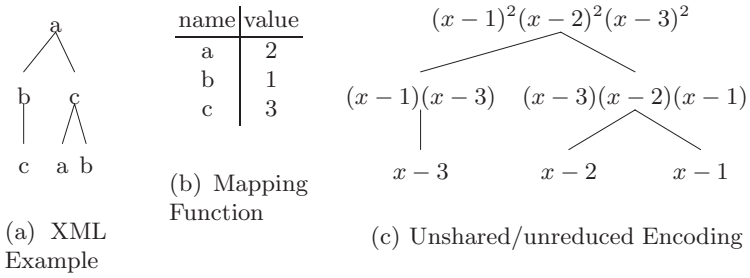 a
b c
c a b
(a) XML
Example
name value
a 2
b 1
c 3
(b) Mapping
Function
(x − 1)²(x − 2)²(x − 3)²
(x − 1)(x − 3) (x − 3)(x − 2)(x − 1)
x − 3 x − 2 x − 1
(c) Unshared/unreduced Encoding